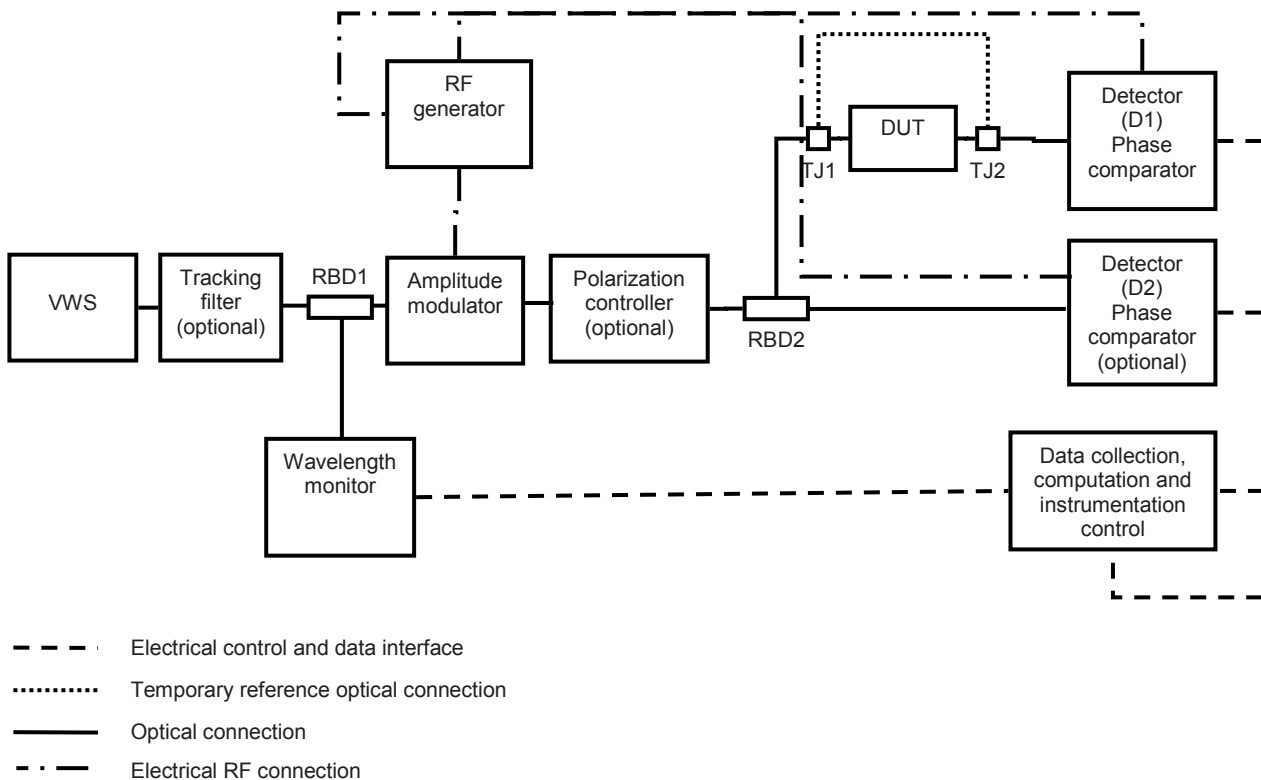 RF
generator
Detector
(D1)
Phase
comparator
DUT
TJ1
TJ2
VWS
Tracking
filter
(optional)
RBD1
Amplitude
modulator
Polarization
controller
(optional)
RBD2
Detector
(D2)
Phase
comparator
(optional)
Wavelength
monitor
Data collection,
computation and
instrumentation
control
Electrical control and data interface
Temporary reference optical connection
Optical connection
Electrical RF connection